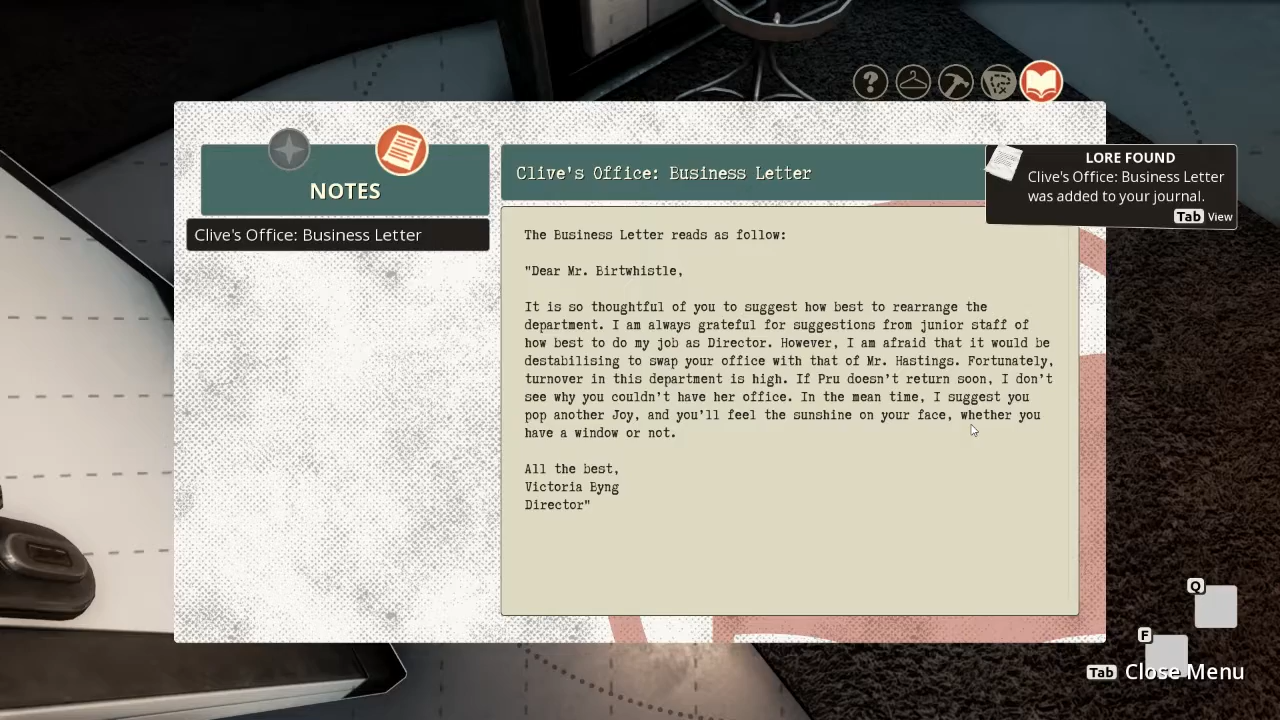 ?
NOTES
Clive's Office: Business Letter
Clive's Office: Business Letter
LORE FOUND
Clive's Office: Business Letter
was added to your journal.
Tab View
The Business Letter reads as follow:
"Dear Mr. Birtwhistle,
It is so thoughtful of you to suggest how best to rearrange the
department. I am always grateful for suggestions from junior staff of
how best to do my job as Director. However, I am afraid that it would be
destabilising to swap your office with that of Mr. Hastings. Fortunately,
turnover in this department is high. If Pru doesn't return soon, I don't
see why you couldn't have her office. In the mean time, I suggest you
pop another Joy, and you'll feel the sunshine on your face, whether you
have a window or not.
All the best,
Victoria Byng
Director"
Q
F
Tab Close Menu